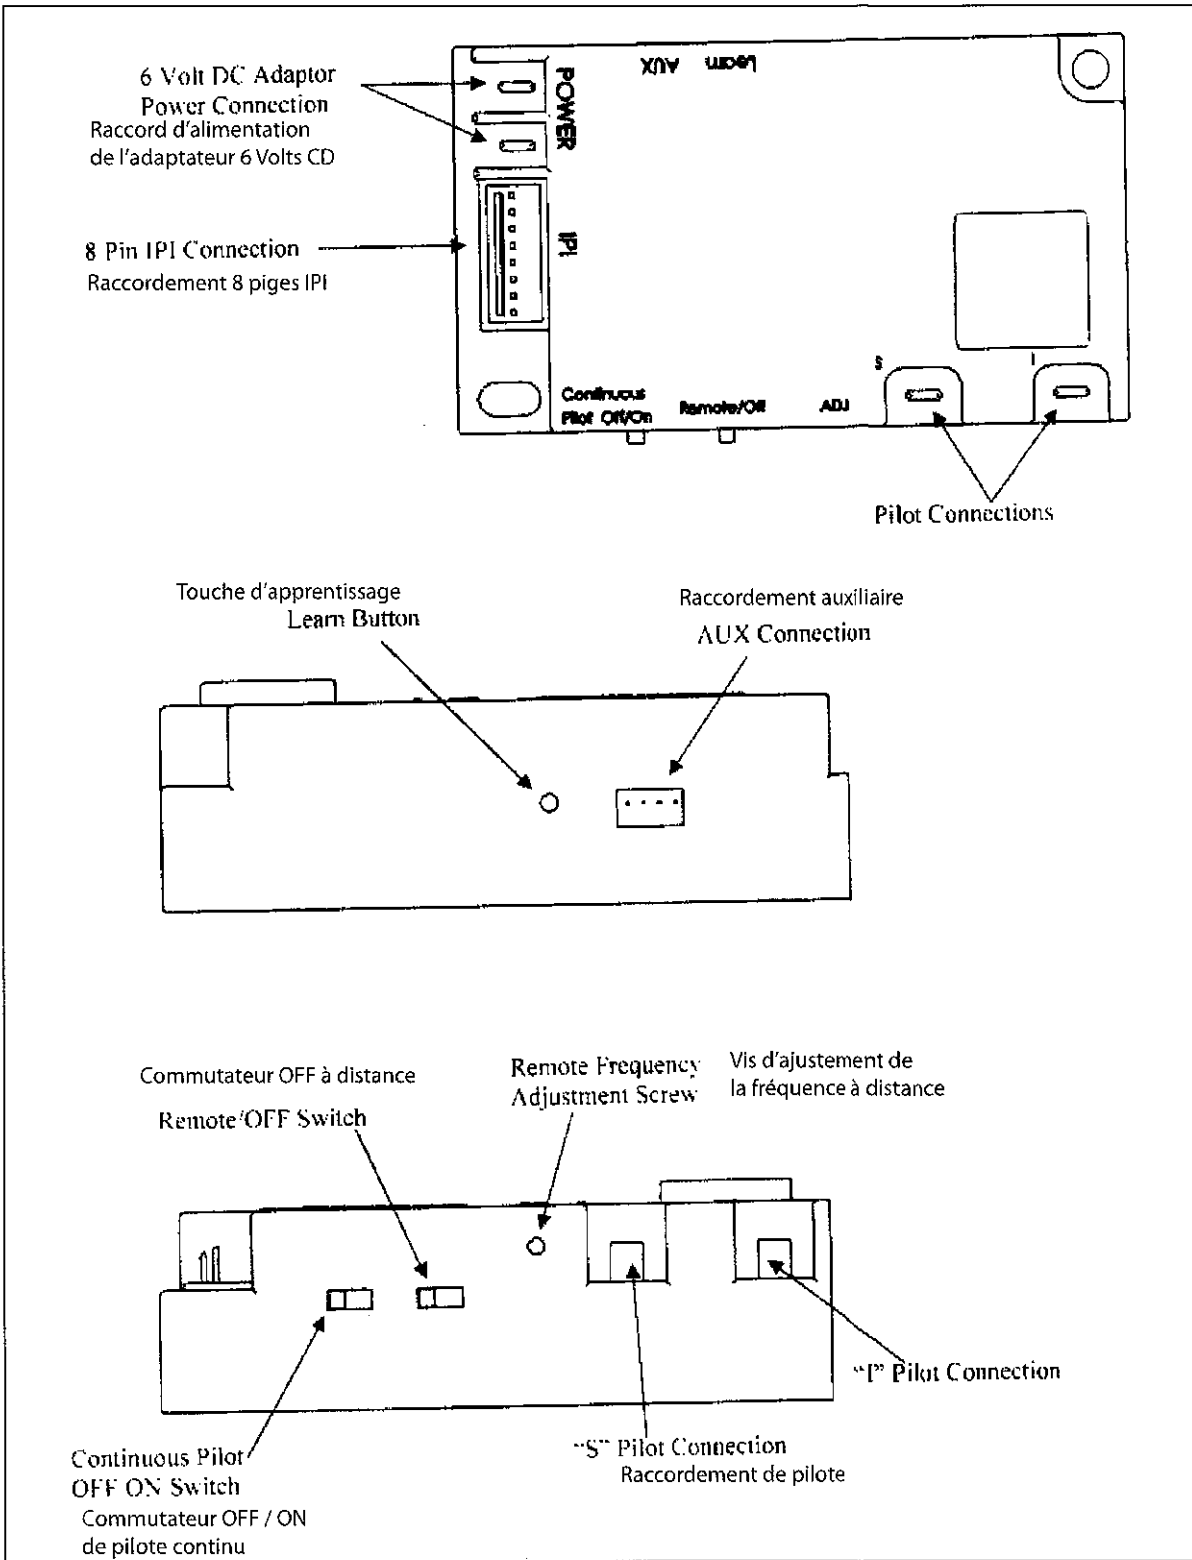 6 Volt DC Adaptor
Power Connection
Raccord d'alimentation
de l'adaptateur 6 Volts CD
POWER
AUX Learn
8 Pin IPI Connection
Raccordement 8 piges IPI
IPI
S
I
Continuous
Pilot Off/On
Remote/Off
ADJ
Pilot Connections
Touche d'apprentissage
Learn Button
Raccordement auxiliaire
AUX Connection
Commutateur OFF à distance
Remote/OFF Switch
Remote Frequency
Adjustment Screw
Vis d'ajustement de
la fréquence à distance
"I" Pilot Connection
"S" Pilot Connection
Raccordement de pilote
Continuous Pilot
OFF ON Switch
Commutateur OFF / ON
de pilote continu